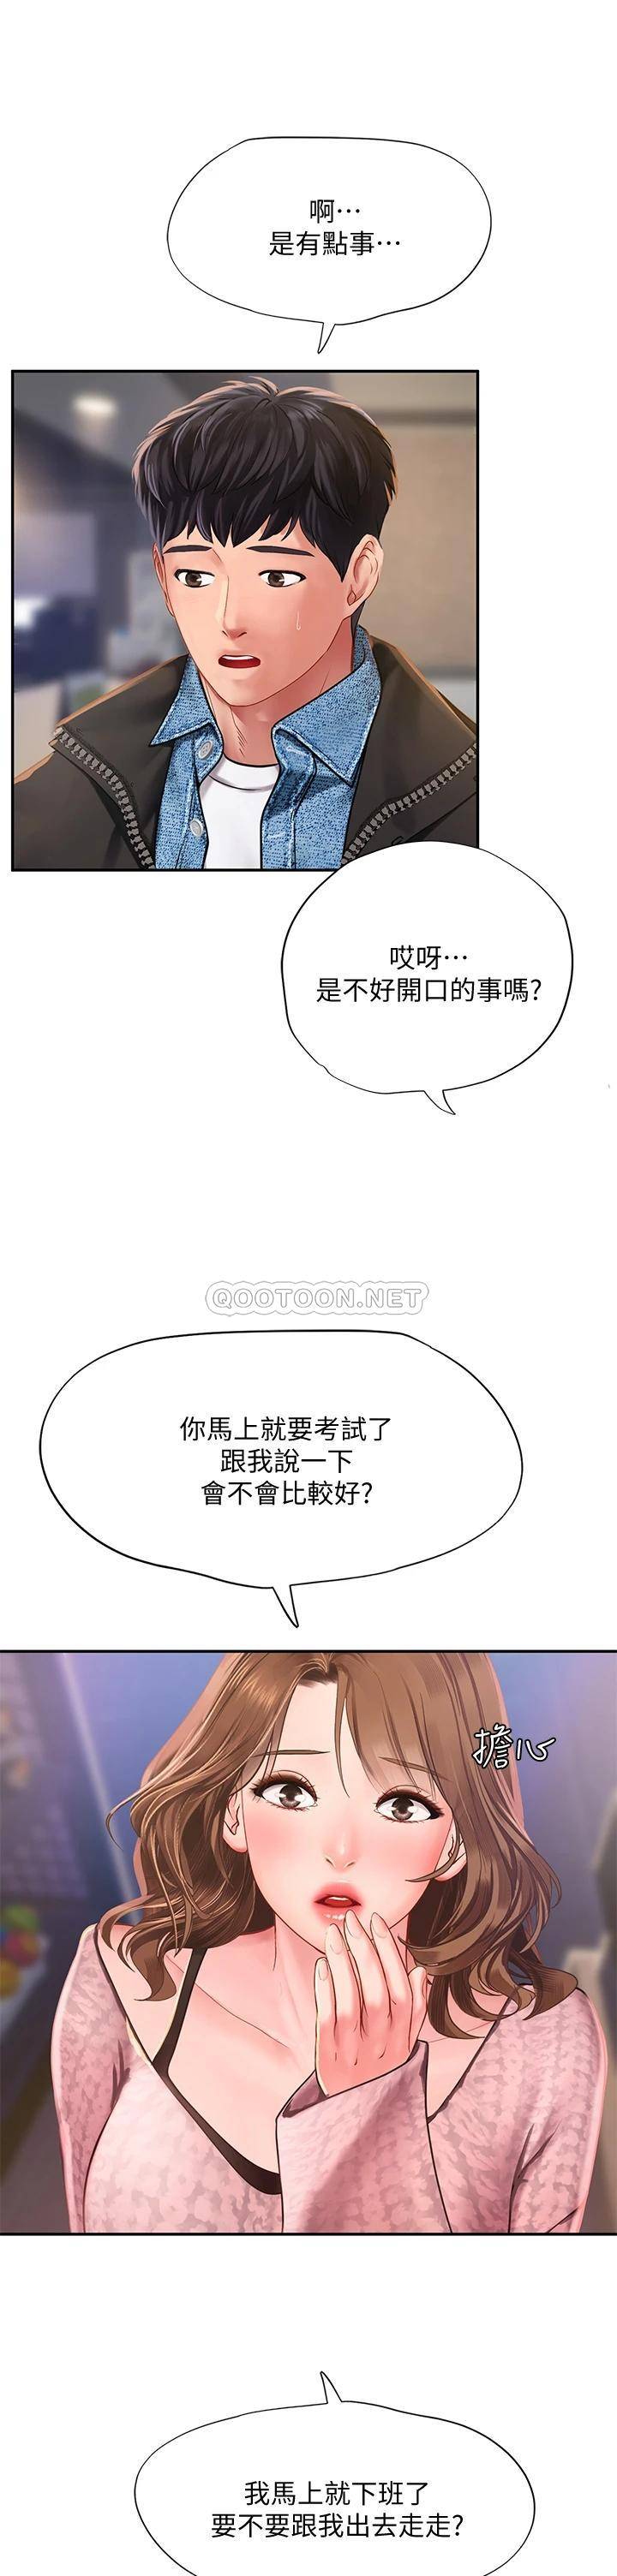 啊⋯
是有點事⋯
哎呀⋯
是不好開口的事嗎?
QOOTOON.NET
你馬上就要考試了
跟我說一下
會不會比較好?
擔心
我馬上就下班了
要不要跟我出去走走?